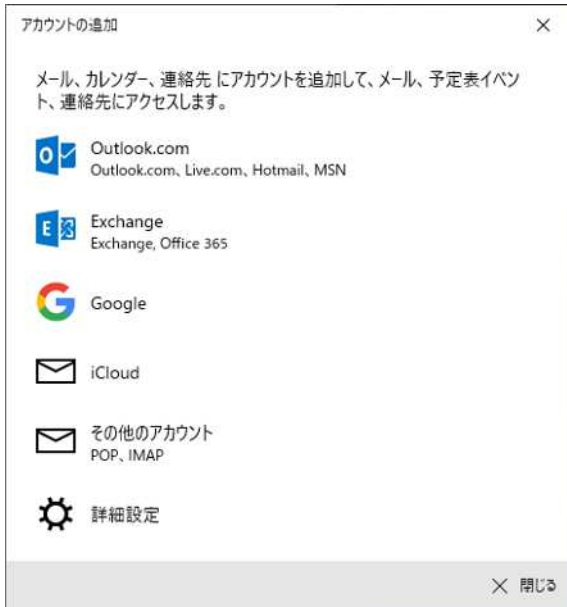 アカウントの追加
メール、カレンダー、連絡先 にアカウントを追加して、メール、予定表イベン
ト、連絡先にアクセスします。
Outlook.com
Outlook.com、Live.com、Hotmail、MSN
Exchange
Exchange, Office 365
Google
iCloud
その他のアカウント
POP、IMAP
詳細設定
閉じる